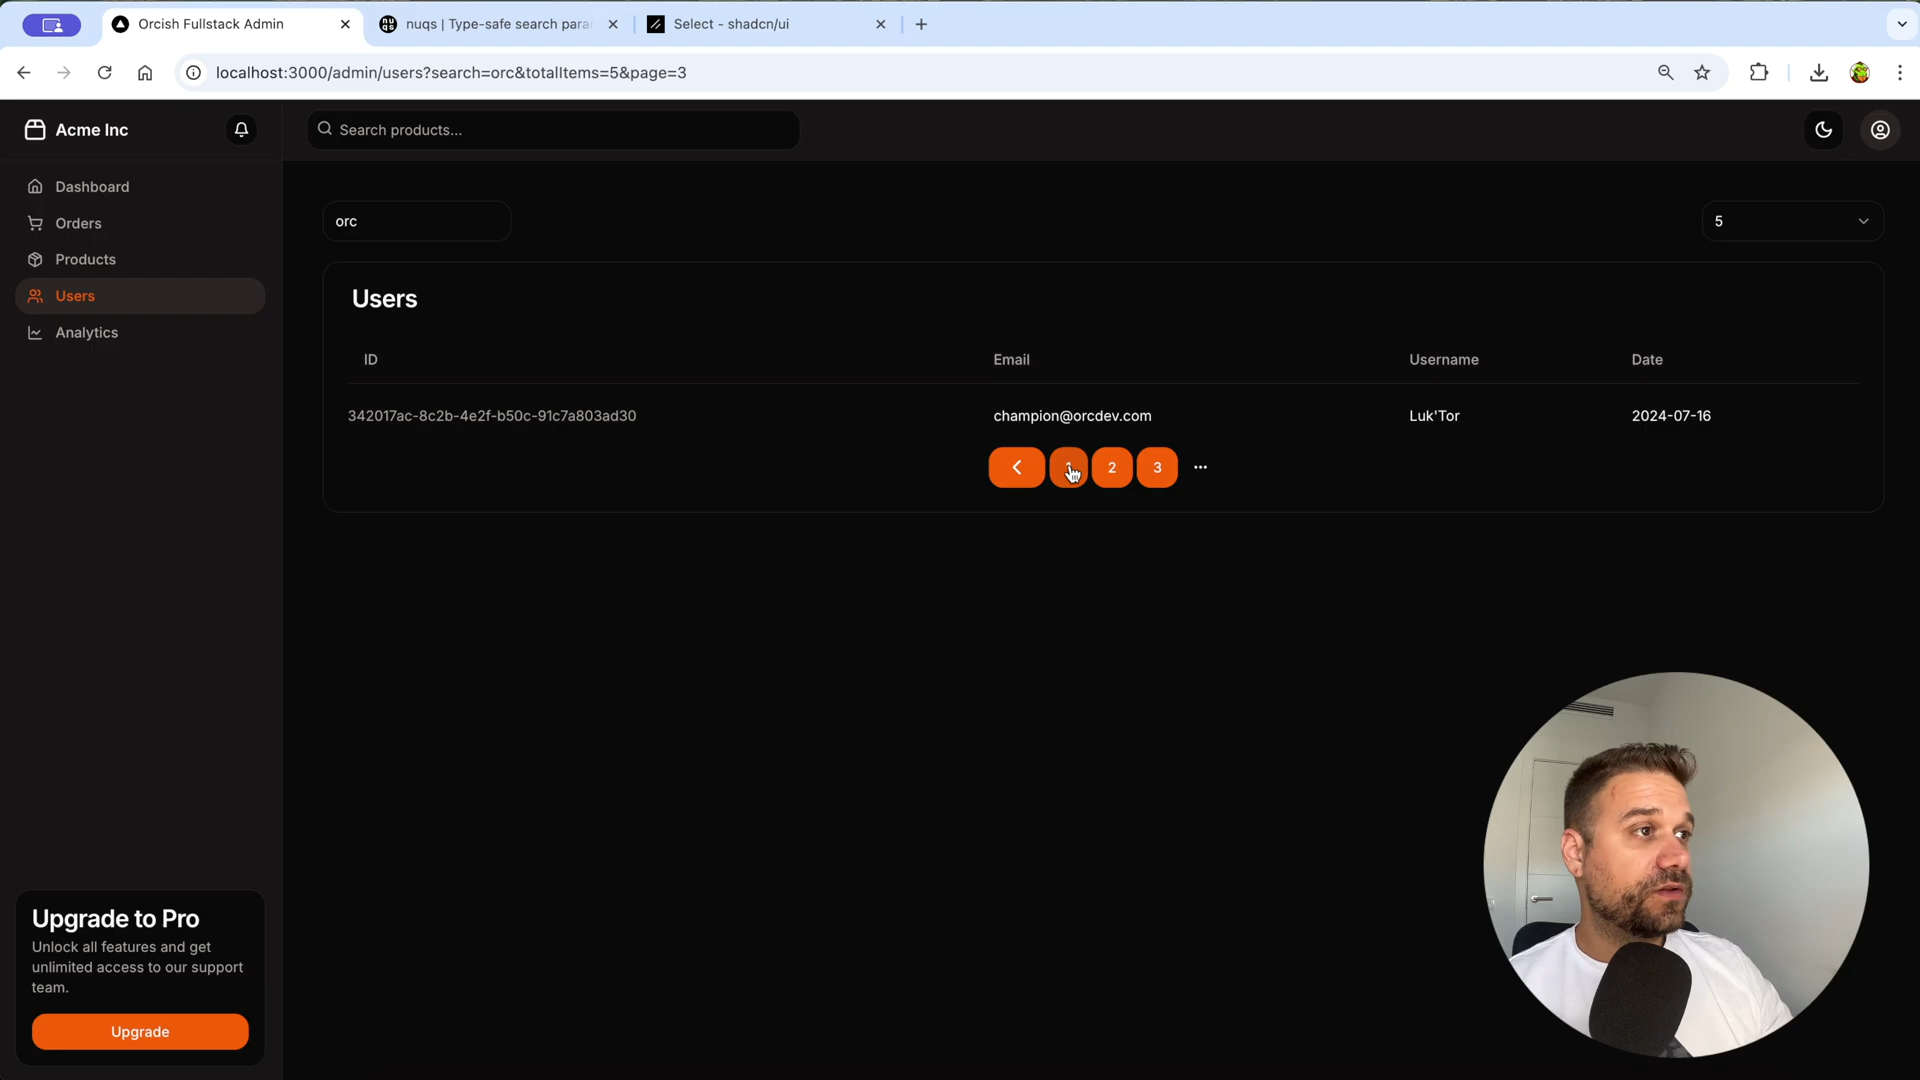 Orcish Fullstack Admin
nuqs | Type-safe search para
Select - shadcn/ui
localhost:3000/admin/users?search=orc&totalItems=5&page=3
Acme Inc
Search products...
Dashboard
Orders
Products
Users
Analytics
orc
5
Users
ID Email Username Date
342017ac-8c2b-4e2f-b50c-91c7a803ad30 champion@orcdev.com Luk'Tor 2024-07-16
2 3 ...
Upgrade to Pro
Unlock all features and get
unlimited access to our support
team.
Upgrade